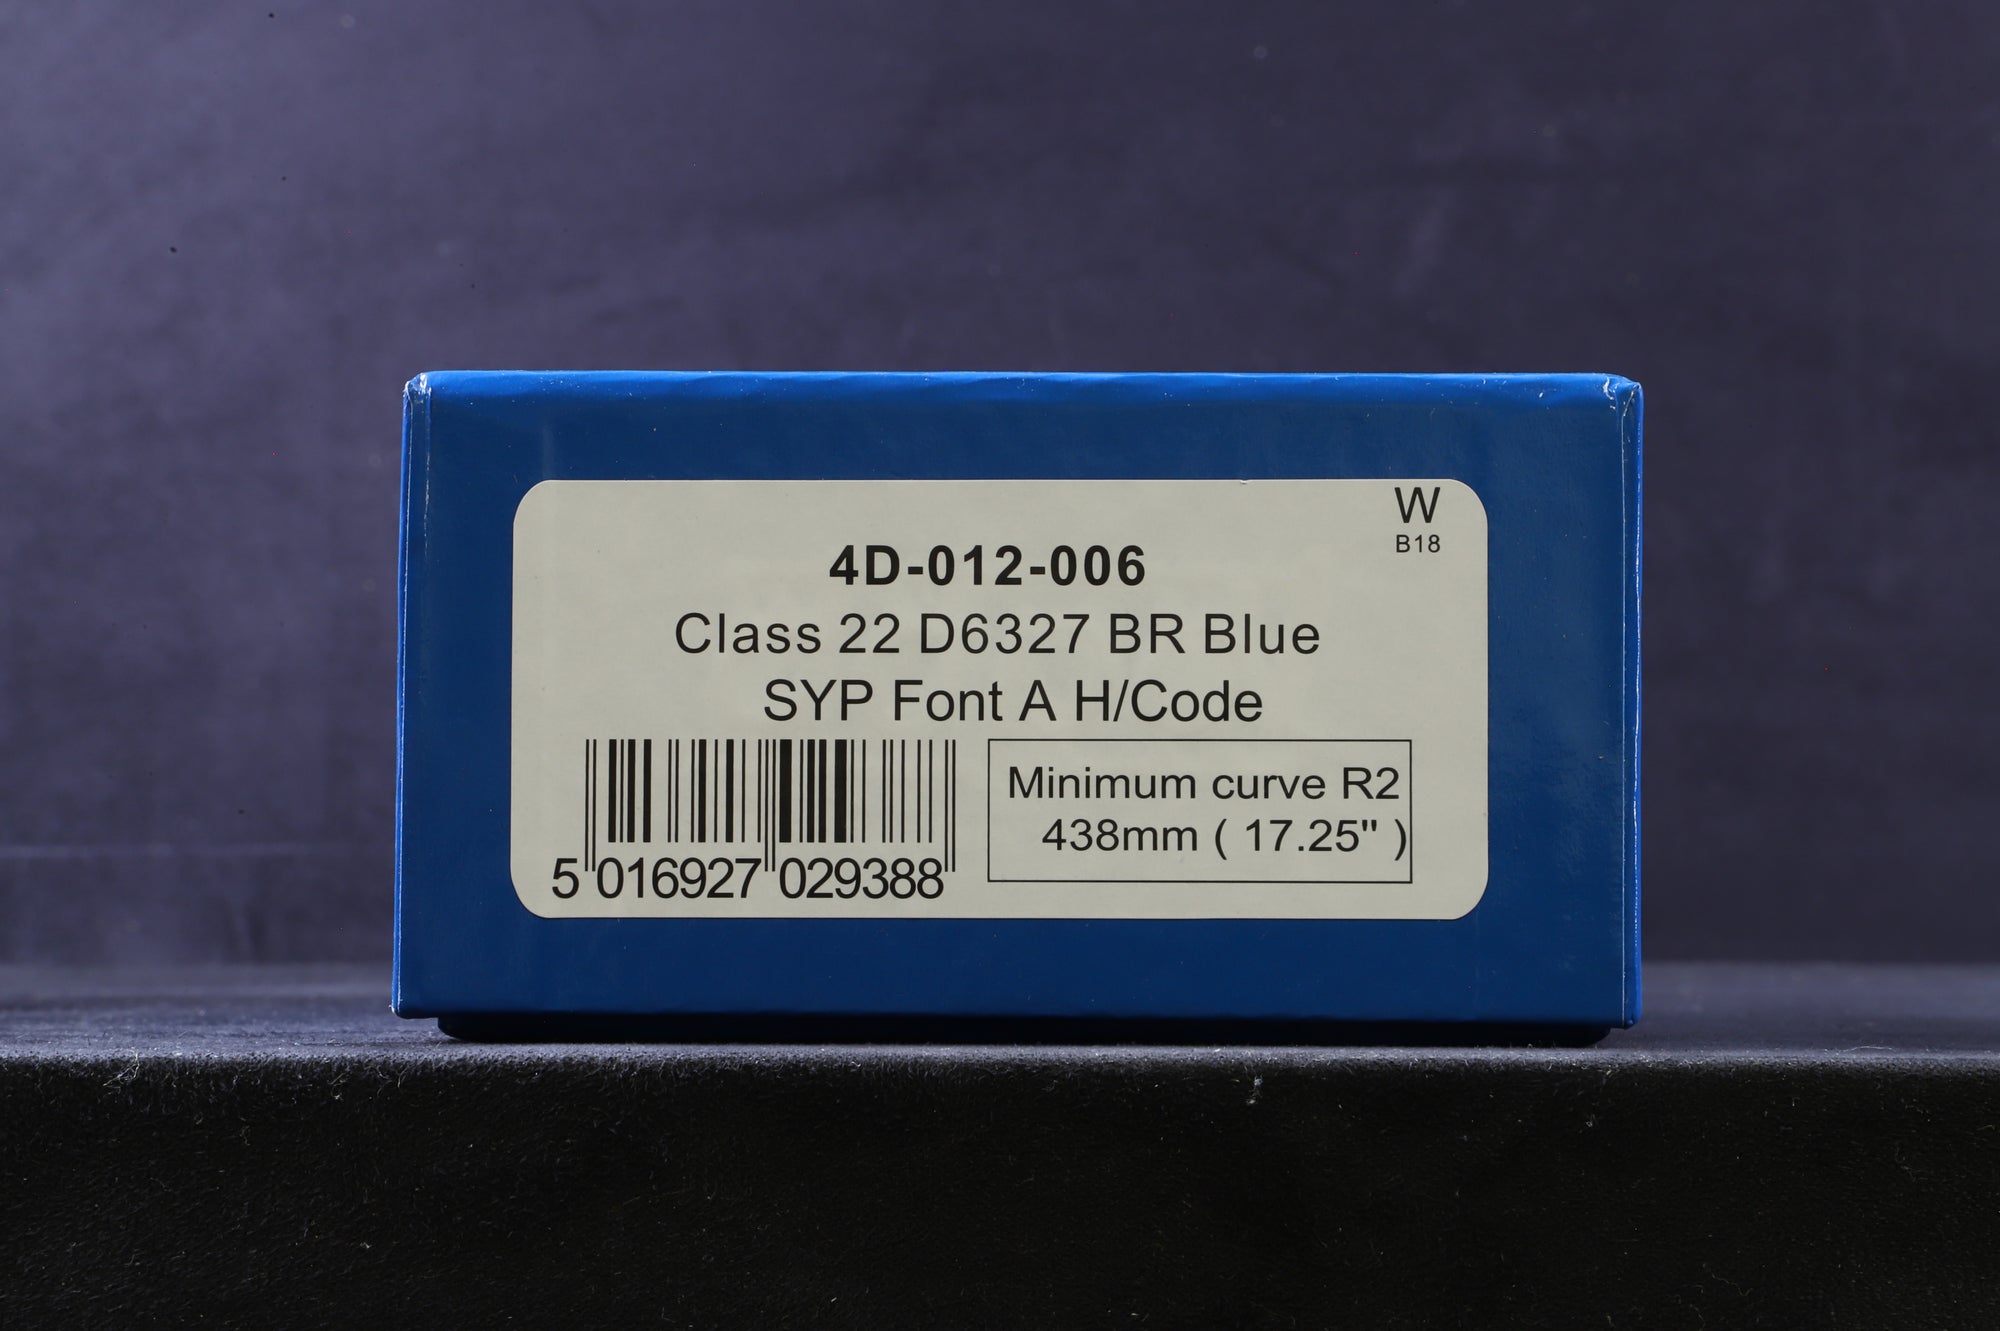 W
B18
4D-012-006
Class 22 D6327 BR Blue
SYP Font A H/Code
Minimum curve R2
438mm ( 17.25" )
5 016927 029388